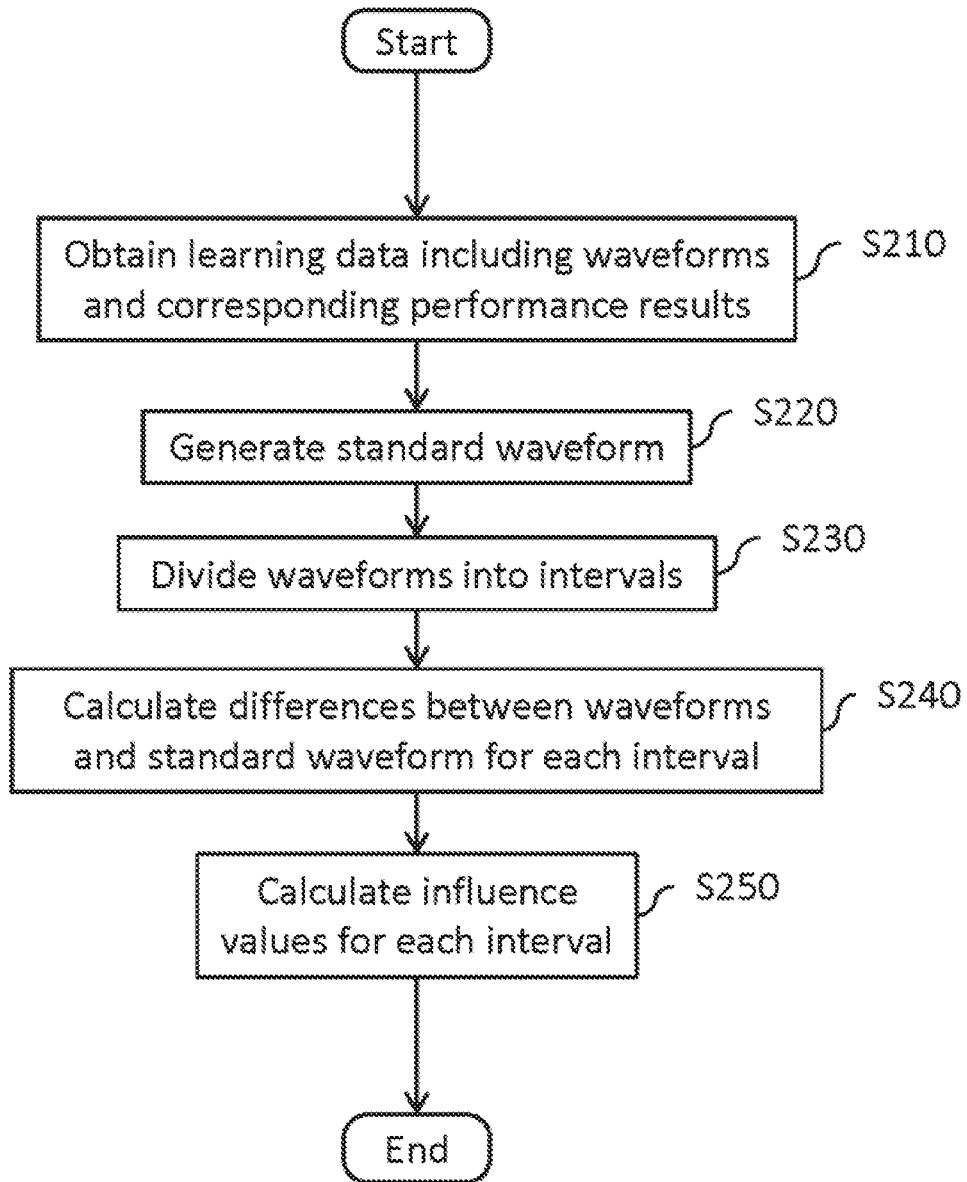 Start
Obtain learning data including waveforms
and corresponding performance results
S210
Generate standard waveform
S220
Divide waveforms into intervals
S230
Calculate differences between waveforms
and standard waveform for each interval
S240
Calculate influence
values for each interval
S250
End